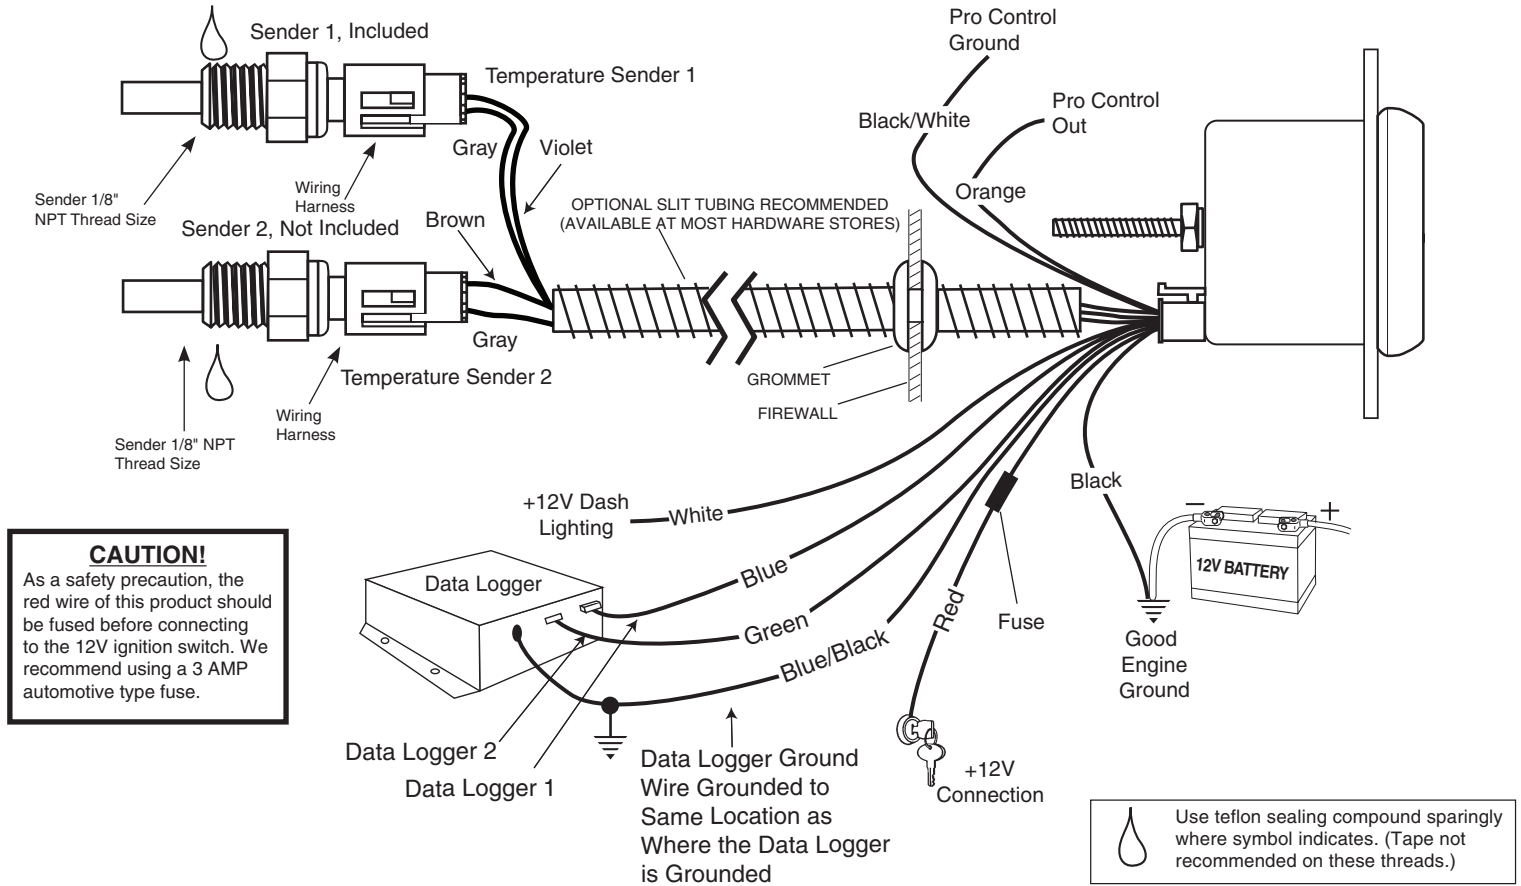 Sender 1, Included
Temperature Sender 1
Gray
Violet
Sender 1/8"
NPT Thread Size
Wiring
Harness
Sender 2, Not Included
Brown
Gray
Temperature Sender 2
Wiring
Harness
Sender 1/8" NPT
Thread Size
OPTIONAL SLIT TUBING RECOMMENDED
(AVAILABLE AT MOST HARDWARE STORES)
GROMMET
FIREWALL
Pro Control
Ground
Black/White
Pro Control
Out
Orange
+12V Dash
Lighting
White
Blue
Green
Blue/Black
Red
Fuse
Black
Good
Engine
Ground
–
+
12V BATTERY
CAUTION!
As a safety precaution, the
red wire of this product should
be fused before connecting
to the 12V ignition switch. We
recommend using a 3 AMP
automotive type fuse.
Data Logger
Data Logger 2
Data Logger 1
Data Logger Ground
Wire Grounded to
Same Location as
Where the Data Logger
is Grounded
+12V
Connection
Use teflon sealing compound sparingly
where symbol indicates. (Tape not
recommended on these threads.)